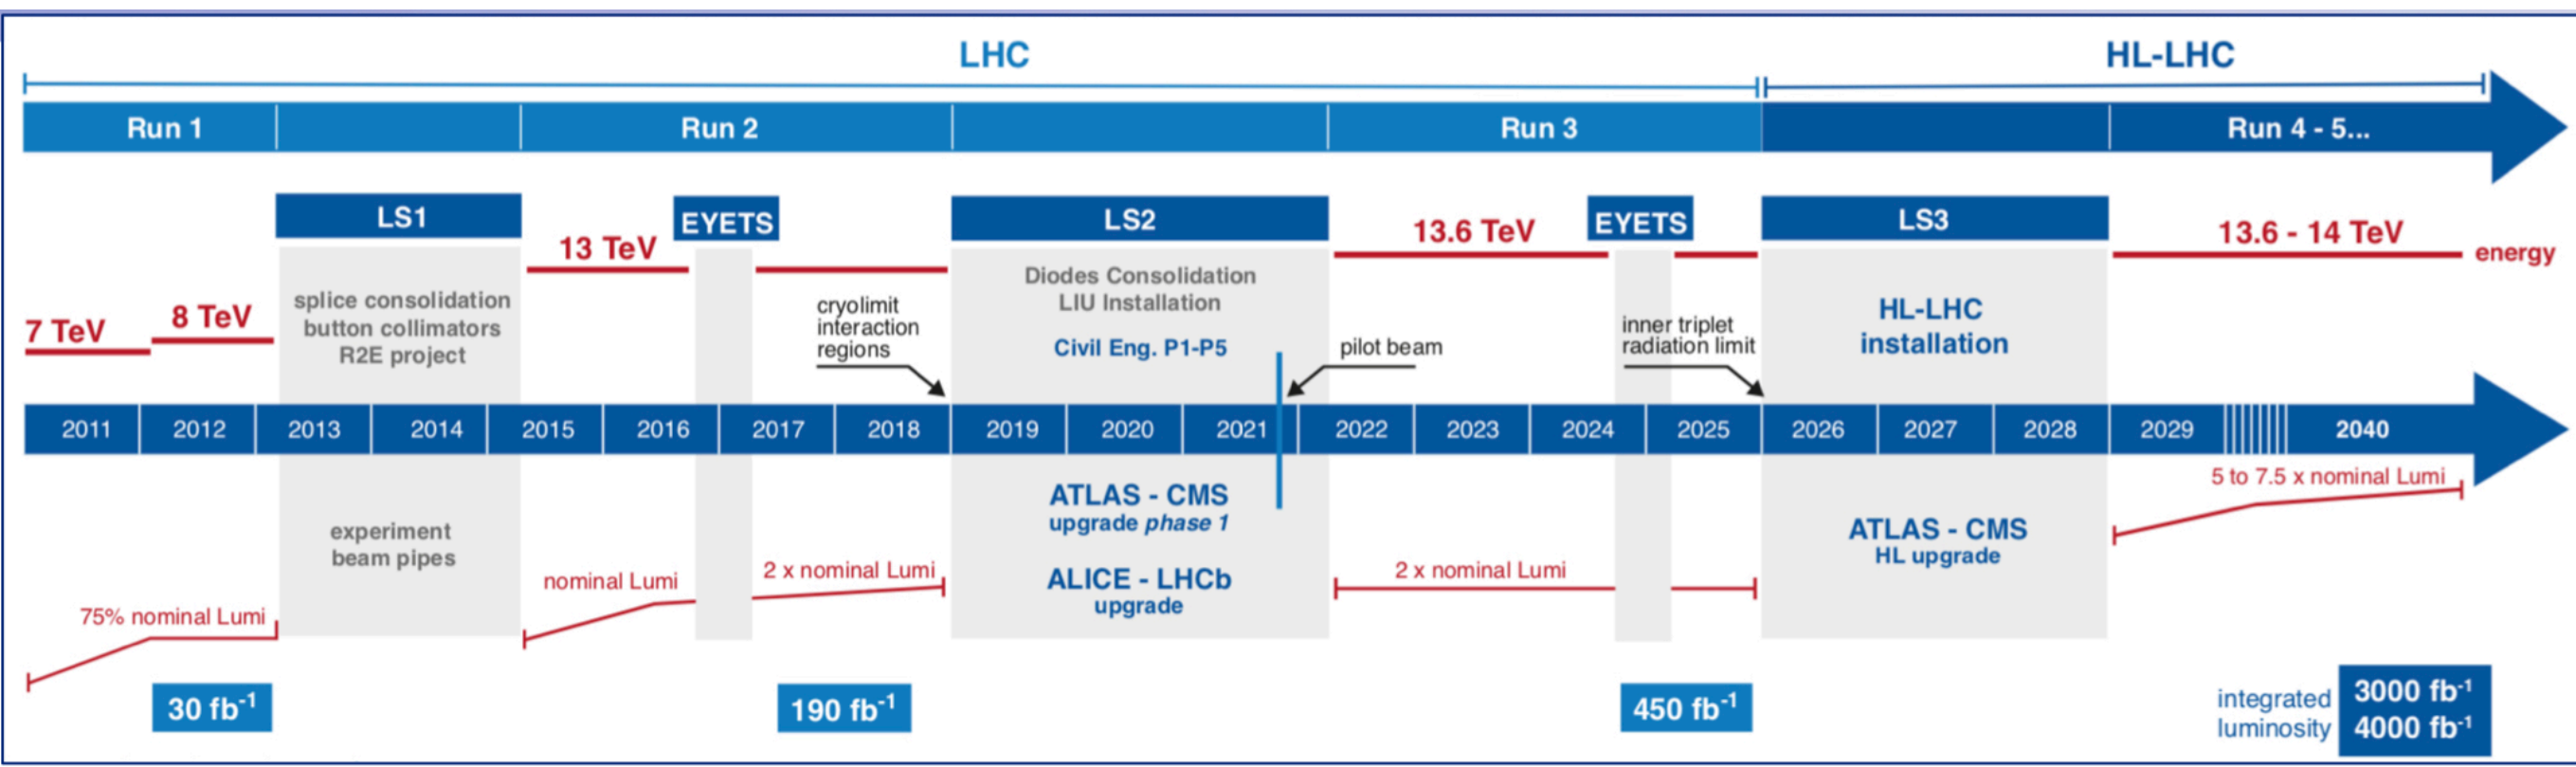 LHC
HL-LHC
Run 1
Run 2
Run 3
Run 4 - 5...
LS1
EYETS
LS2
EYETS
LS3
7 TeV
8 TeV
13 TeV
13.6 TeV
13.6 - 14 TeV
energy
splice consolidation
button collimators
R2E project
cryolimit
interaction
regions
Diodes Consolidation
LIU Installation
Civil Eng. P1-P5
pilot beam
inner triplet
radiation limit
HL-LHC
installation
2011
2012
2013
2014
2015
2016
2017
2018
2019
2020
2021
2022
2023
2024
2025
2026
2027
2028
2029
2040
experiment
beam pipes
ATLAS - CMS
upgrade phase 1
ALICE - LHCb
upgrade
ATLAS - CMS
HL upgrade
75% nominal Lumi
nominal Lumi
2 x nominal Lumi
2 x nominal Lumi
5 to 7.5 x nominal Lumi
30 fb⁻¹
190 fb⁻¹
450 fb⁻¹
integrated
luminosity
3000 fb⁻¹
4000 fb⁻¹